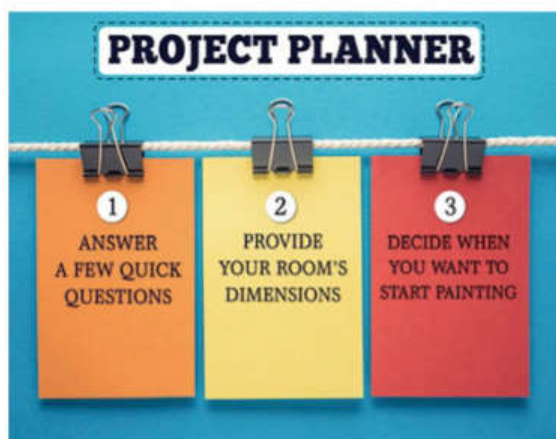 PROJECT PLANNER
1
ANSWER
A FEW QUICK
QUESTIONS
2
PROVIDE
YOUR ROOM'S
DIMENSIONS
3
DECIDE WHEN
YOU WANT TO
START PAINTING